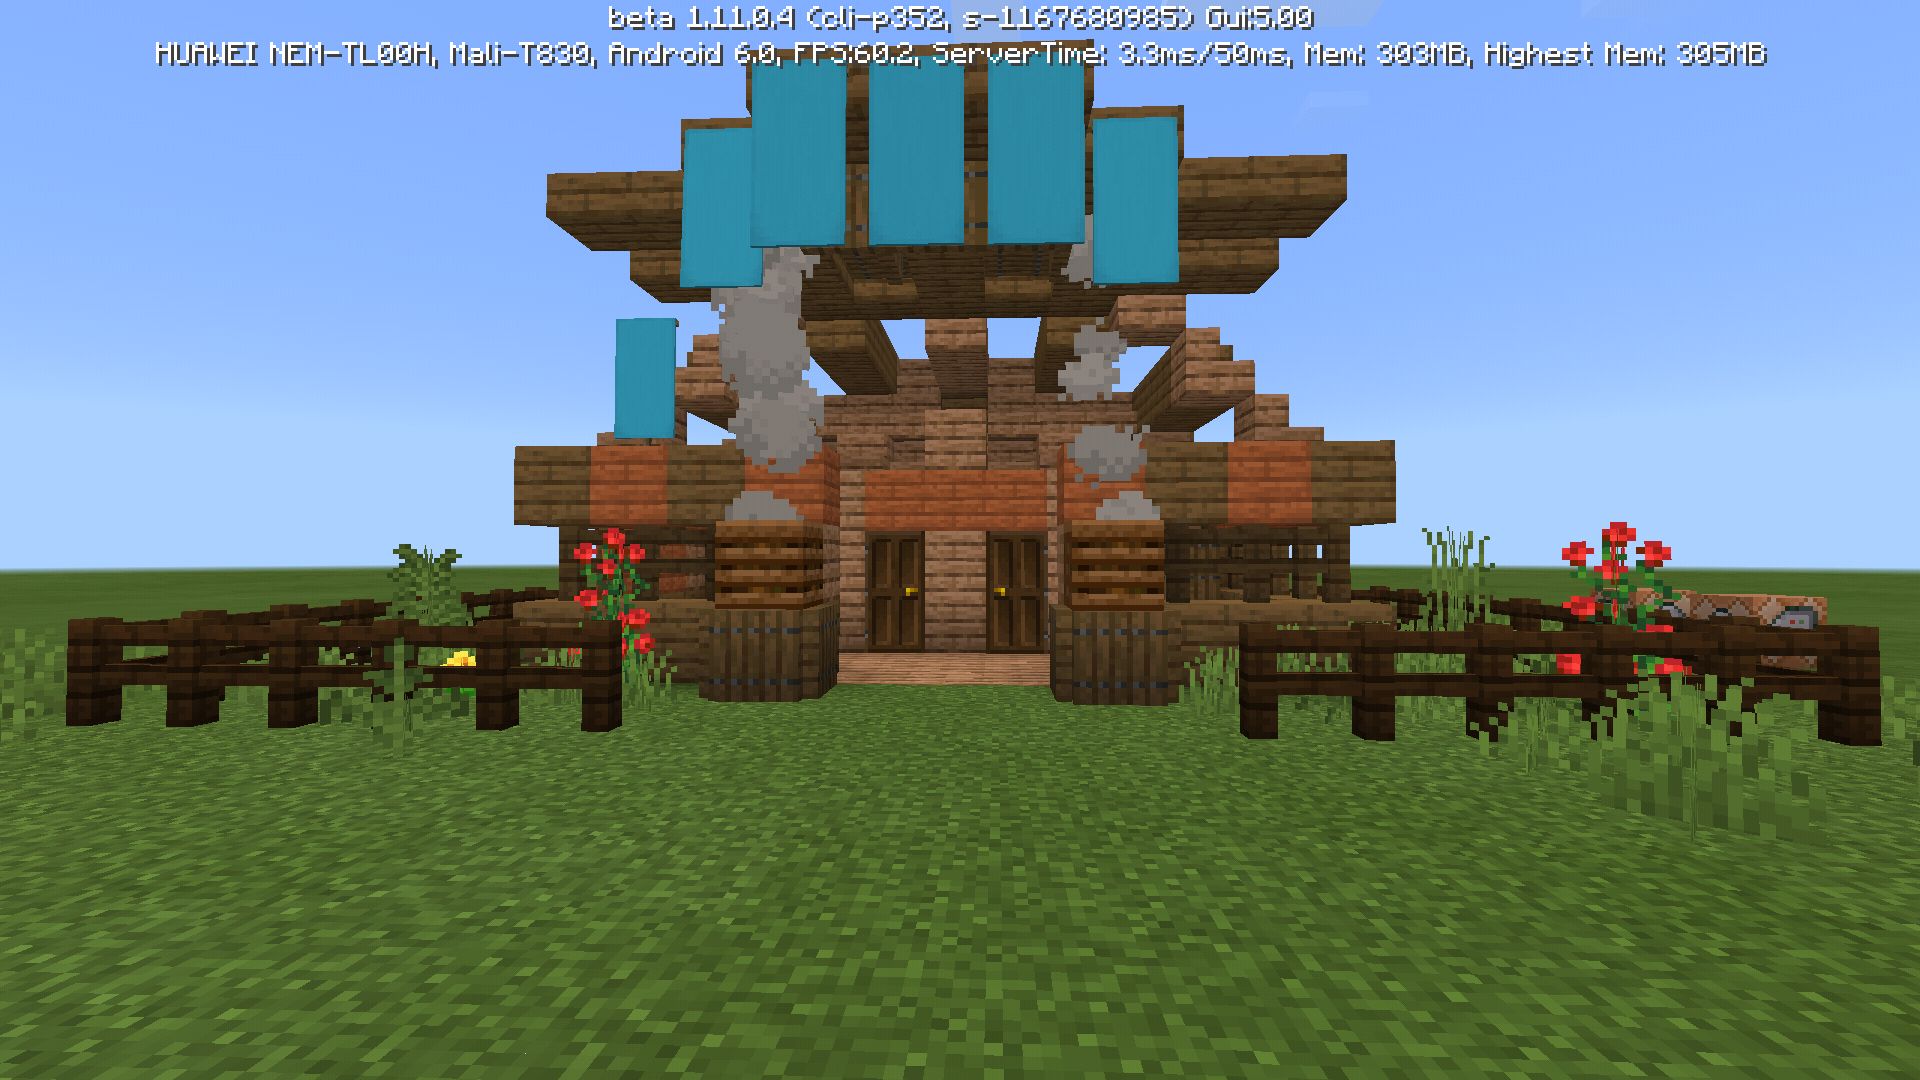 beta 1.11.0.4 (cli-p352, s-1167680985) Gui:5.00
HUAWEI NEM-TL00H, Mali-T830, Android 6.0, FPS:60.2, ServerTime: 3.3ms/50ms, Mem: 303MB, Highest Mem: 305MB